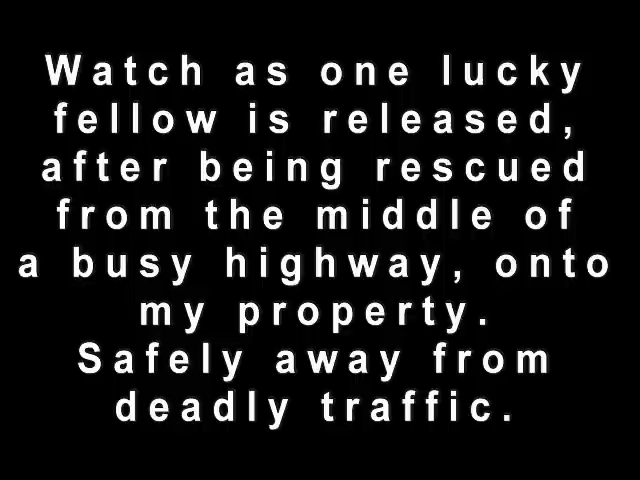 Watch as one lucky
fellow is released,
after being rescued
from the middle of
a busy highway, onto
my property.
Safely away from
deadly traffic.